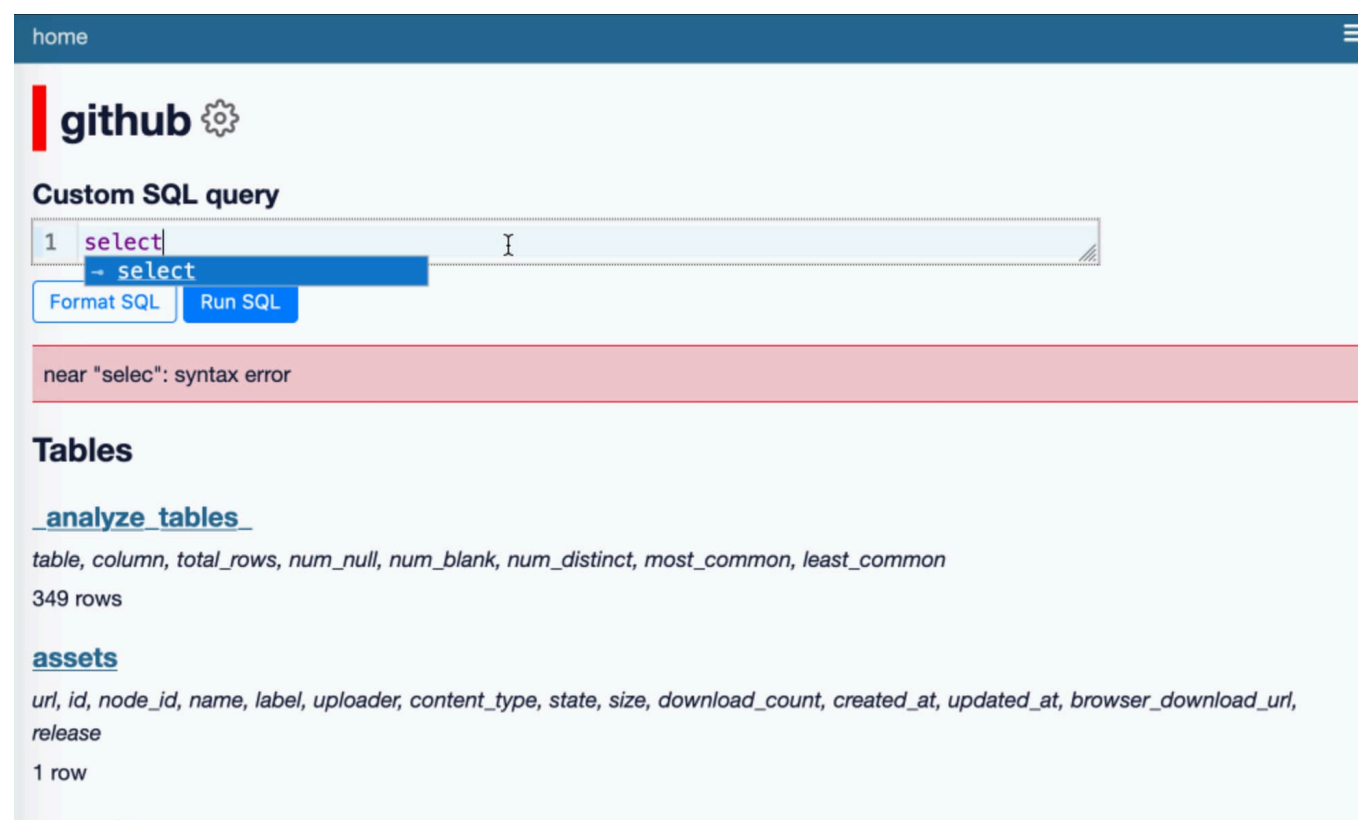 home
github
Custom SQL query
1 select
select
Format SQL Run SQL
near "selec": syntax error
Tables
_analyze_tables_
table, column, total_rows, num_null, num_blank, num_distinct, most_common, least_common
349 rows
assets
url, id, node_id, name, label, uploader, content_type, state, size, download_count, created_at, updated_at, browser_download_url,
release
1 row